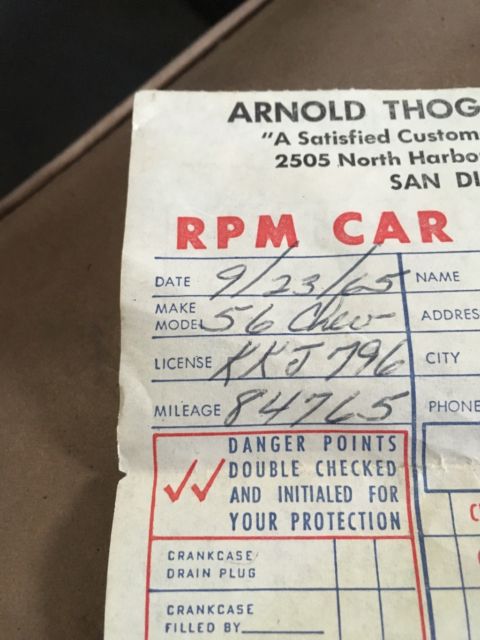 ARNOLD THOG
"A Satisfied Custom
2505 North Harbo
SAN DI
RPM CAR
DATE 9/23/65 NAME
MAKE
MODEL 56 Chev- ADDRES
LICENSE KKJ 796 CITY
MILEAGE 84765 PHONE
DANGER POINTS
DOUBLE CHECKED
AND INITIALED FOR
YOUR PROTECTION
CRANKCASE
DRAIN PLUG
CRANKCASE
FILLED BY